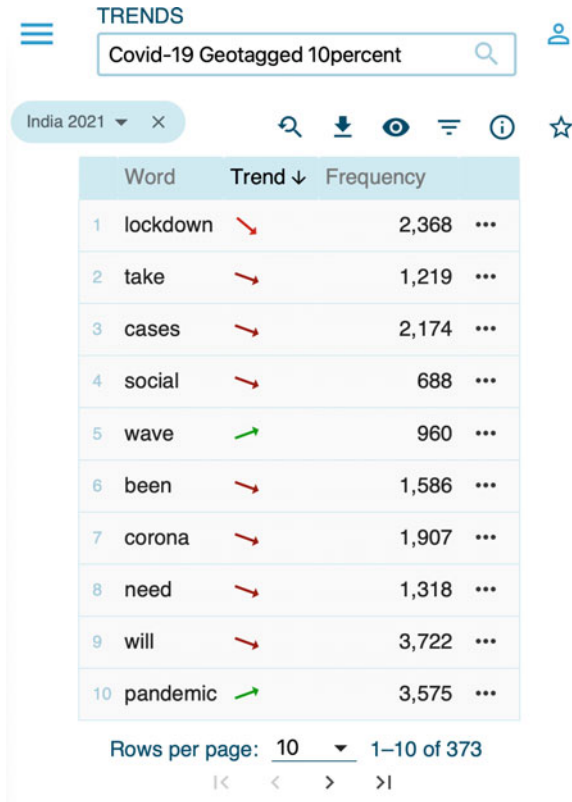 TRENDS
Covid-19 Geotagged 10percent
India 2021
Word Trend ↓ Frequency
1 lockdown 2,368
2 take 1,219
3 cases 2,174
4 social 688
5 wave 960
6 been 1,586
7 corona 1,907
8 need 1,318
9 will 3,722
10 pandemic 3,575
Rows per page: 10 1–10 of 373